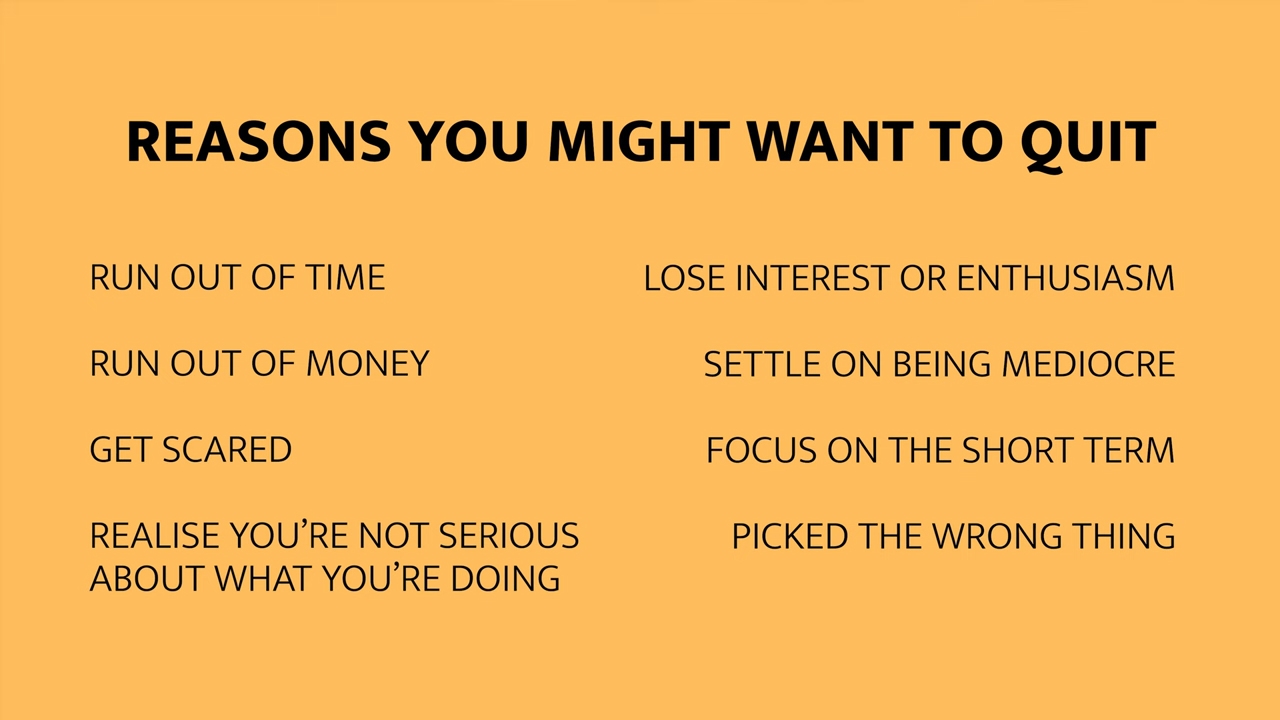 REASONS YOU MIGHT WANT TO QUIT
RUN OUT OF TIME
RUN OUT OF MONEY
GET SCARED
REALISE YOU’RE NOT SERIOUS
ABOUT WHAT YOU’RE DOING
LOSE INTEREST OR ENTHUSIASM
SETTLE ON BEING MEDIOCRE
FOCUS ON THE SHORT TERM
PICKED THE WRONG THING